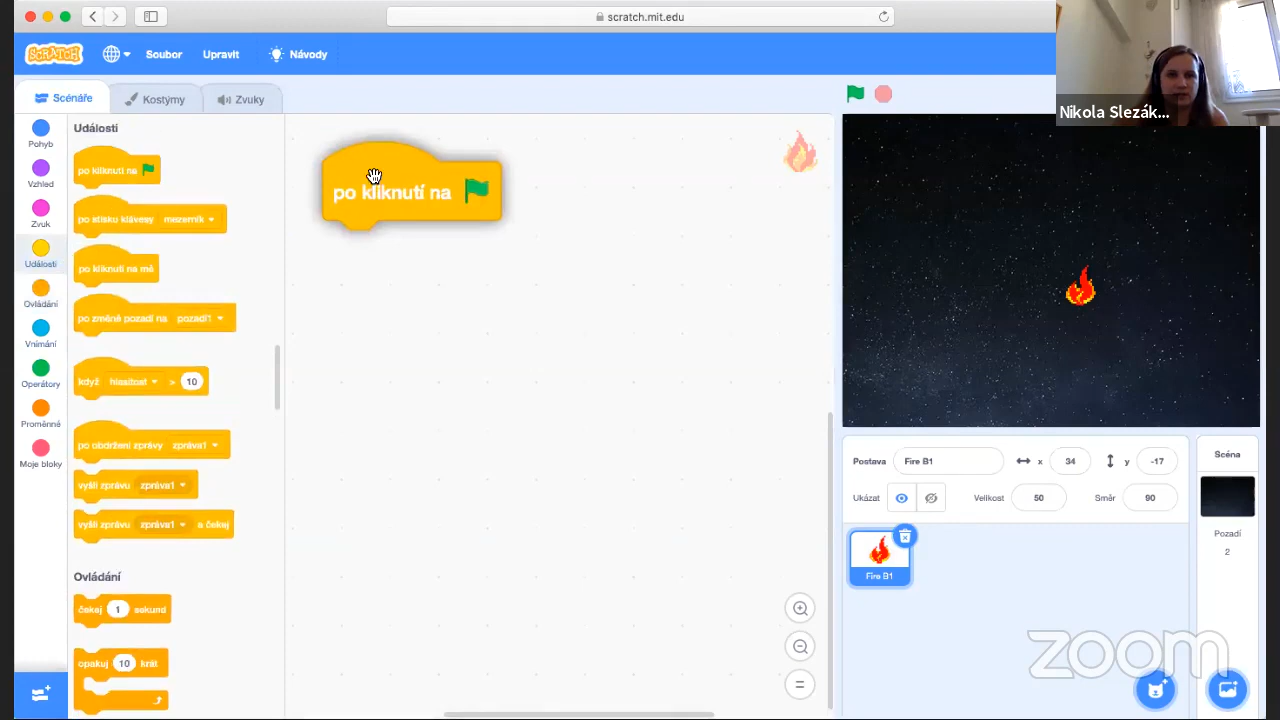 scratch.mit.edu
SCRATCH
Soubor
Upravit
Návody
Nikola Slezák...
Scénáře
Kostýmy
Zvuky
Pohyb
Vzhled
Zvuk
Události
Ovládání
Vnímání
Operátory
Proměnné
Moje bloky
Události
po kliknutí na
po stisku klávesy mezerník
po kliknutí na mě
po změně pozadí na pozadí1
když hlasitost > 10
po obdržení zprávy zpráva1
vyšli zprávu zpráva1
vyšli zprávu zpráva1 a čekej
Ovládání
čekej 1 sekund
opakuj 10 krát
po kliknutí na
Postava Fire B1 x 34 y -17
Ukázat Velikost 50 Směr 90
Fire B1
Scéna
Pozadí
2
zoom